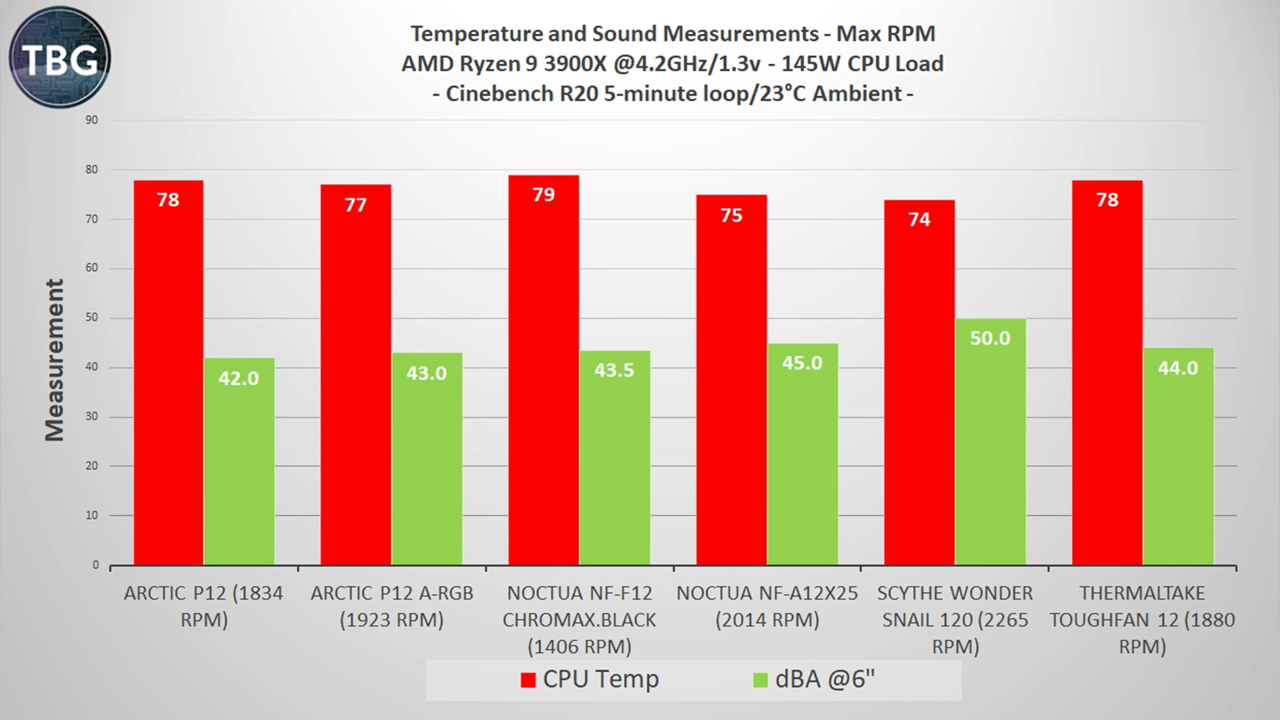 TBG
Temperature and Sound Measurements - Max RPM
AMD Ryzen 9 3900X @4.2GHz/1.3v - 145W CPU Load
- Cinebench R20 5-minute loop/23°C Ambient -
90
80
70
60
50
40
30
20
10
0
Measurement
78
42.0
77
43.0
79
43.5
75
45.0
74
50.0
78
44.0
ARCTIC P12 (1834
RPM)
ARCTIC P12 A-RGB
(1923 RPM)
NOCTUA NF-F12
CHROMAX.BLACK
(1406 RPM)
NOCTUA NF-A12X25
(2014 RPM)
SCYTHE WONDER
SNAIL 120 (2265
RPM)
THERMALTAKE
TOUGHFAN 12 (1880
RPM)
CPU Temp
dBA @6"